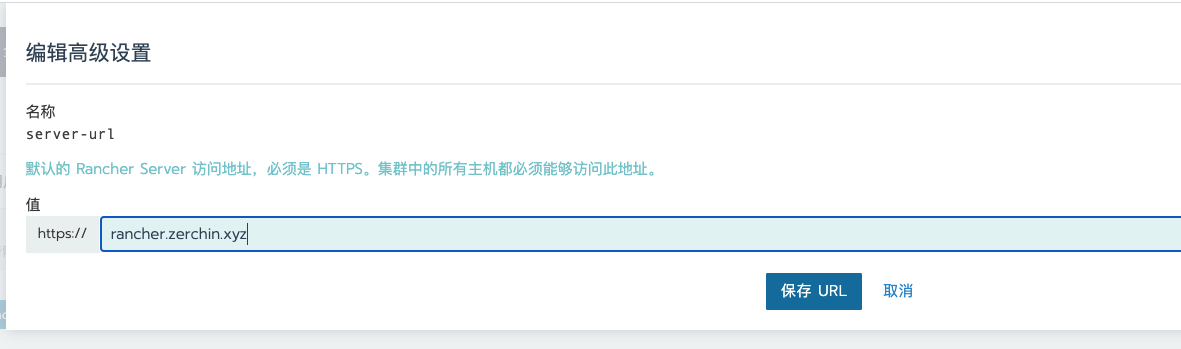 编辑高级设置
名称
server-url
默认的 Rancher Server 访问地址，必须是 HTTPS。集群中的所有主机都必须能够访问此地址。
值
https:// rancher.zerchin.xyz
保存 URL 取消